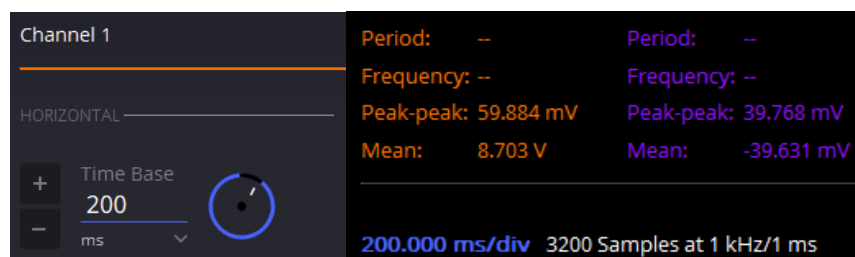 Channel 1
HORIZONTAL
Time Base
+
200
−
ms
Period: -- Period: --
Frequency: -- Frequency: --
Peak-peak: 59.884 mV Peak-peak: 39.768 mV
Mean: 8.703 V Mean: -39.631 mV
200.000 ms/div 3200 Samples at 1 kHz/1 ms